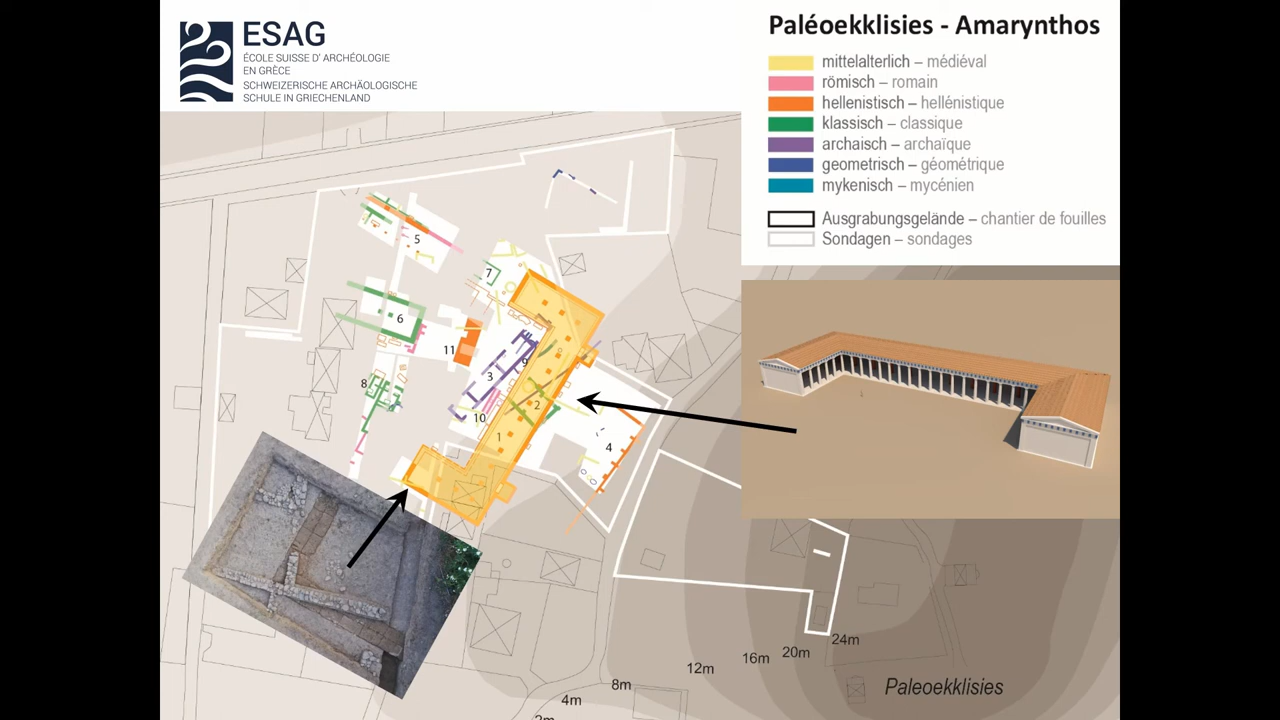 ESAG
ÉCOLE SUISSE D' ARCHÉOLOGIE
EN GRÈCE
SCHWEIZERISCHE ARCHÄOLOGISCHE
SCHULE IN GRIECHENLAND
Paléoekklisies - Amarynthos
mittelalterlich – médiéval
römisch – romain
hellenistisch – hellénistique
klassisch – classique
archaisch – archaïque
geometrisch – géométrique
mykenisch – mycénien
Ausgrabungsgelände – chantier de fouilles
Sondagen – sondages
5
7
6
11
9
3
8
2
10
1
4
24m
20m
16m
12m
8m
4m
2m
Paleoekklisies